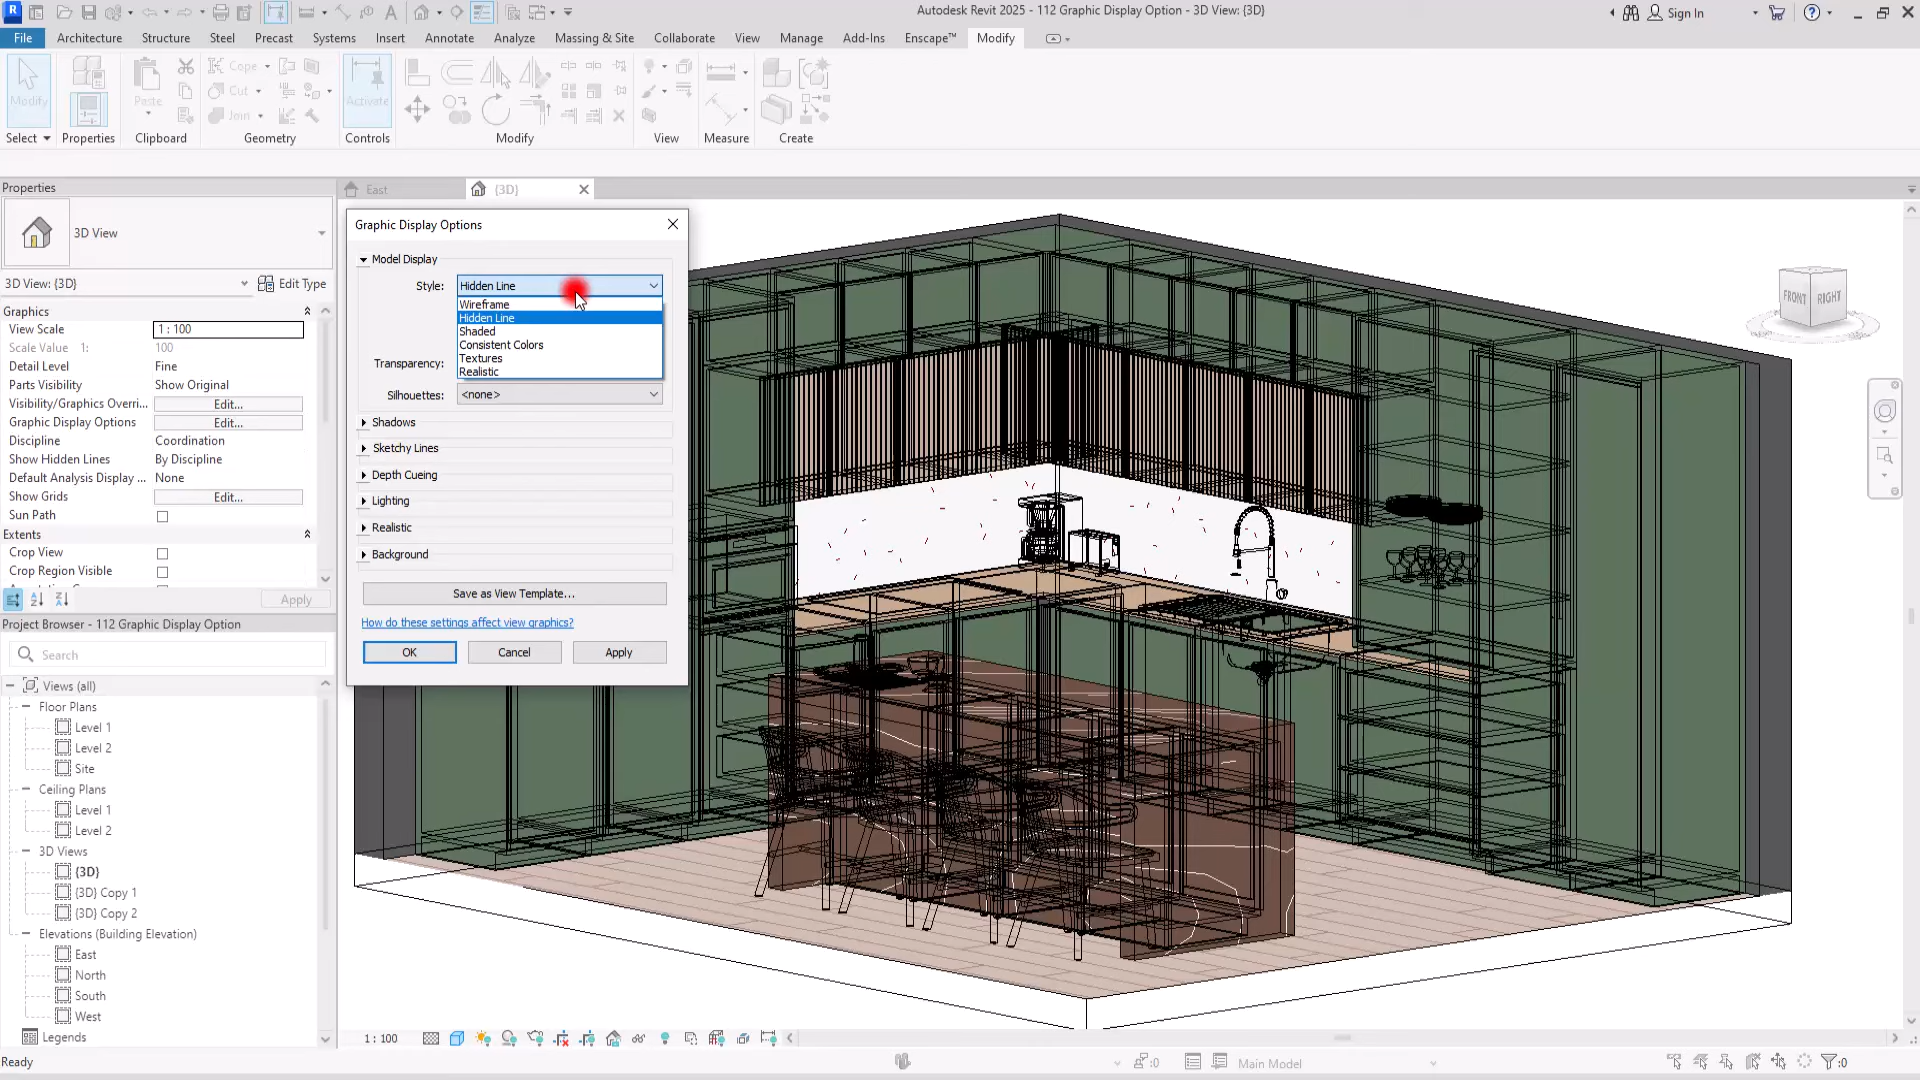 Autodesk Revit 2025 - 112 Graphic Display Option - 3D View: {3D}
Sign In
File
Architecture
Structure
Steel
Precast
Systems
Insert
Annotate
Analyze
Massing & Site
Collaborate
View
Manage
Add-Ins
Enscape™
Modify
Modify
Paste
Cope
Cut
Join
Activate
Select
Properties
Clipboard
Geometry
Controls
Modify
View
Measure
Create
Properties
East
{3D}
3D View
3D View: {3D}
Edit Type
Graphics
View Scale
1 : 100
Scale Value 1:
100
Detail Level
Fine
Parts Visibility
Show Original
Visibility/Graphics Overri...
Edit...
Graphic Display Options
Edit...
Discipline
Coordination
Show Hidden Lines
By Discipline
Default Analysis Display ...
None
Show Grids
Edit...
Sun Path
Extents
Crop View
Crop Region Visible
Apply
Project Browser - 112 Graphic Display Option
Search
Views (all)
Floor Plans
Level 1
Level 2
Site
Ceiling Plans
Level 1
Level 2
3D Views
{3D}
{3D} Copy 1
{3D} Copy 2
Elevations (Building Elevation)
East
North
South
West
Legends
Ready
Graphic Display Options
Model Display
Style:
Hidden Line
Wireframe
Hidden Line
Shaded
Consistent Colors
Textures
Realistic
Transparency:
Silhouettes:
<none>
Shadows
Sketchy Lines
Depth Cueing
Lighting
Realistic
Background
Save as View Template...
How do these settings affect view graphics?
OK
Cancel
Apply
FRONT
RIGHT
1 : 100
:0
Main Model
:0